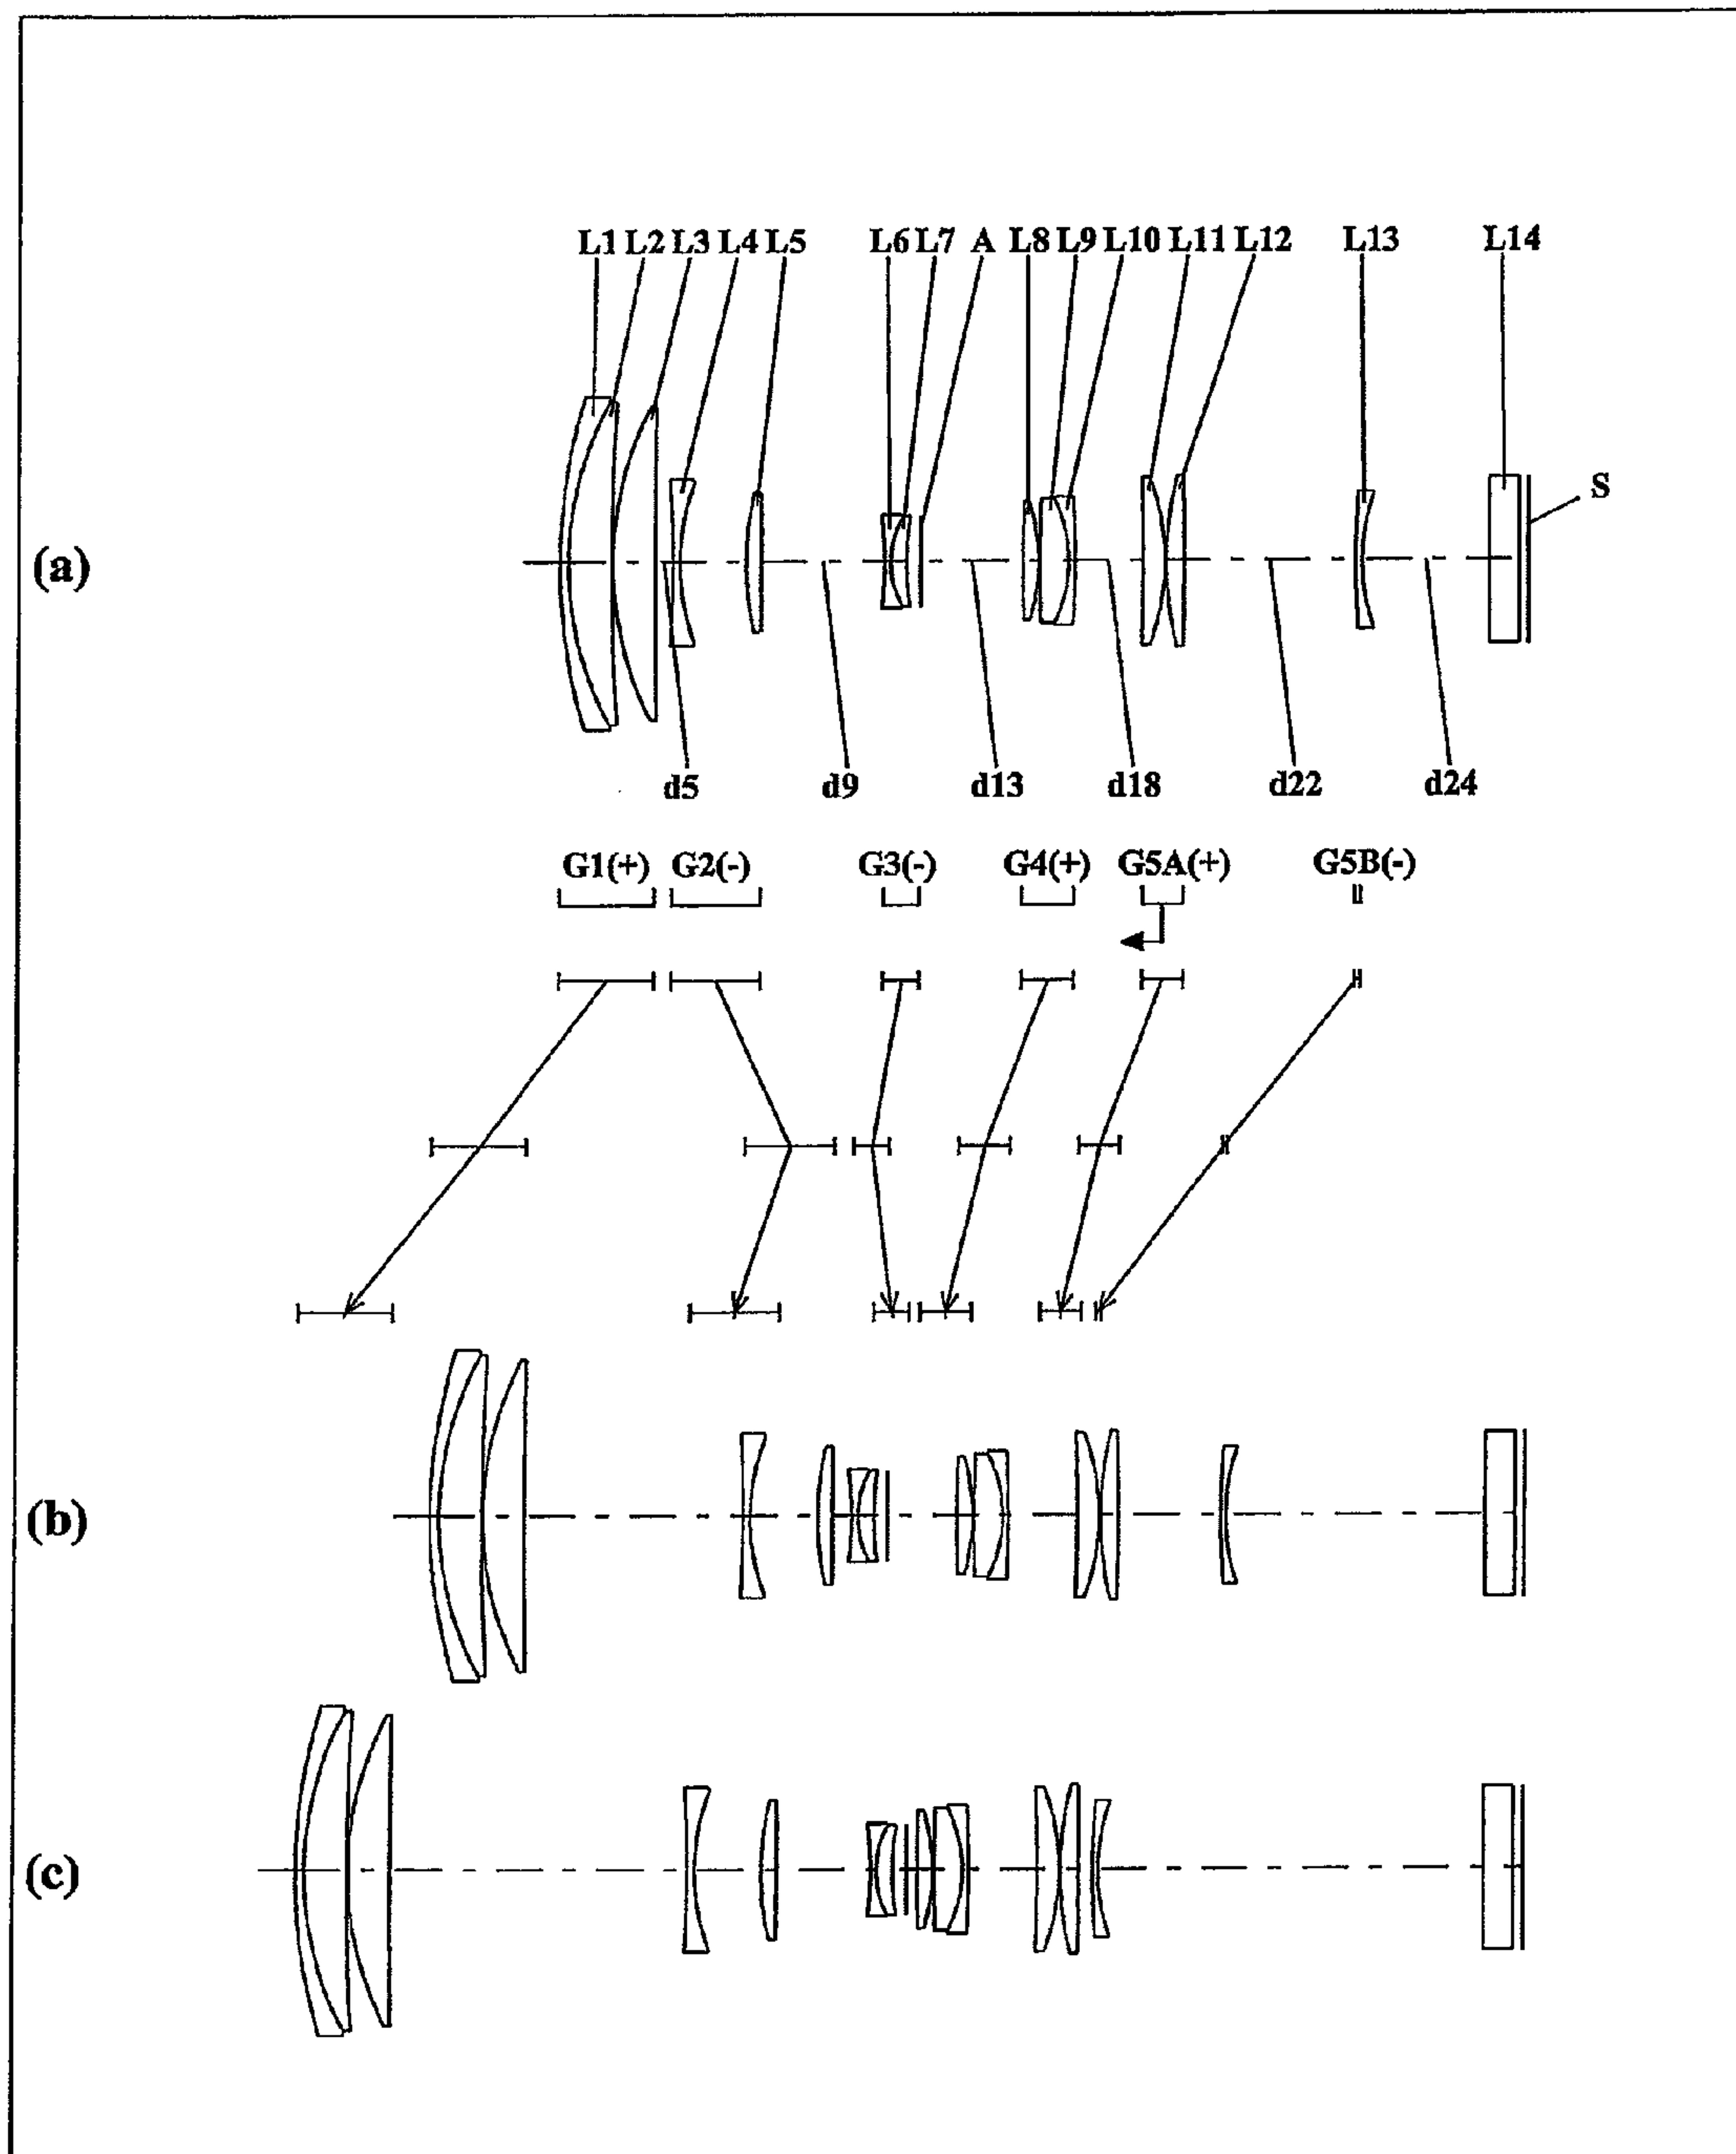 L1 L2 L3 L4 L5 L6 L7 A L8 L9 L10 L11 L12 L13 L14
S
(a)
d5 d9 d13 d18 d22 d24
G1(+) G2(-) G3(-) G4(+) G5A(+) G5B(-)
(b)
(c)